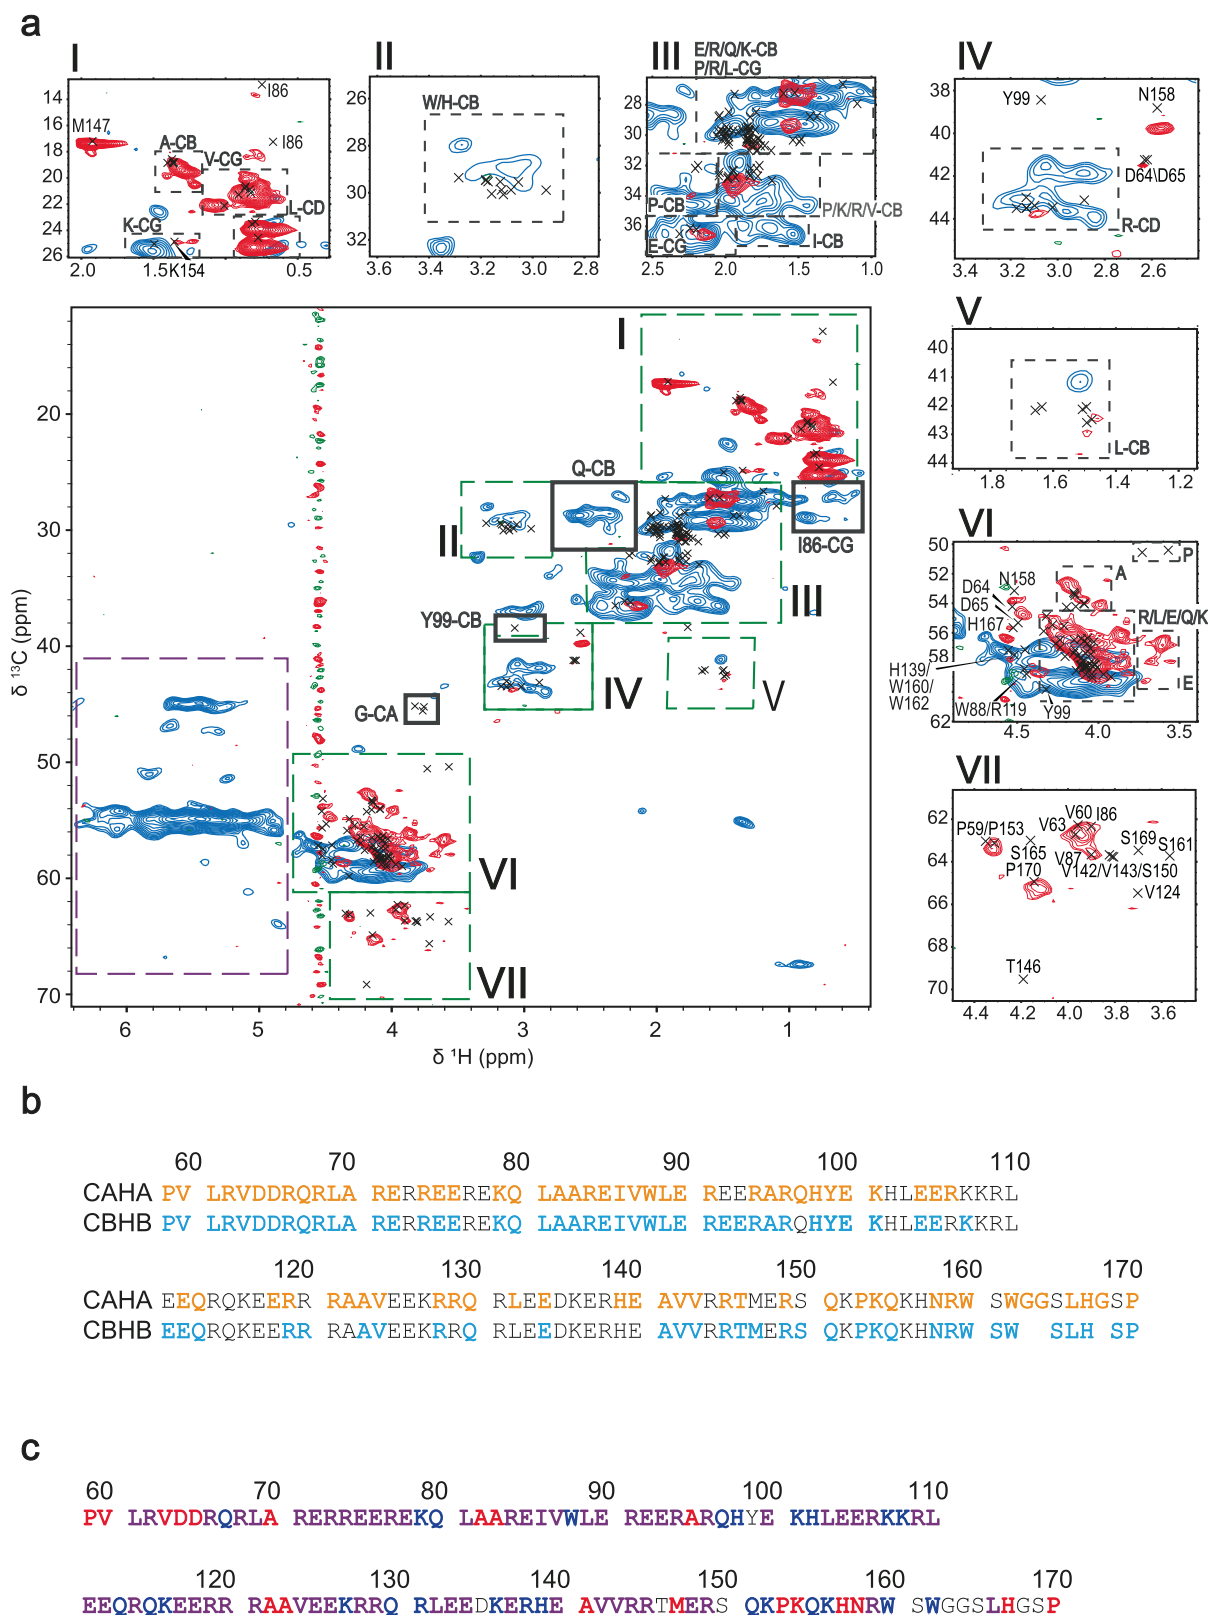 a
I
14
16
18
20
22
24
26
2.0
1.5
0.5
I86
I86
M147
A-CB
V-CG
L-CD
K-CG
K154
II
26
28
30
32
3.6
3.4
3.2
3.0
2.8
W/H-CB
III
E/R/Q/K-CB
P/R/L-CG
28
30
32
34
36
2.5
2.0
1.5
1.0
P-CB
P/K/R/V-CB
E-CG
I-CB
IV
38
40
42
44
3.4
3.2
3.0
2.8
2.6
Y99
N158
D64\D65
R-CD
V
40
41
42
43
44
1.8
1.6
1.4
1.2
L-CB
VI
50
52
54
56
58
62
4.5
4.0
3.5
P
A
N158
D64
D65
H167
R/L/E/Q/K
H139/
W160/
W162
E
W88/R119
Y99
VII
62
64
66
68
70
4.4
4.2
4.0
3.8
3.6
P59/P153
V63
V60
I86
S165
S169
S161
P170
V87
V142/V143/S150
V124
T146
δ ¹³C (ppm)
20
30
40
50
60
70
6
5
4
3
2
1
δ ¹H (ppm)
I
Q-CB
II
I86-CG
III
Y99-CB
IV
V
G-CA
VI
VII
b
60 70 80 90 100 110
CAHA PV LRVDDRQRLA RERREEREKQ LAAREIVWLE REERARQHYE KHLEERKKRL
CBHB PV LRVDDRQRLA RERREEREKQ LAAREIVWLE REERARQHYE KHLEERKKRL
120 130 140 150 160 170
CAHA EEQRQKEERR RAAVEEKRRQ RLEEDKERHE AVVRRTMERS QKPKQKHNRW SWGGSLHGSP
CBHB EEQRQKEERR RAAVEEKRRQ RLEEDKERHE AVVRRTMERS QKPKQKHNRW SW SLH SP
c
60 70 80 90 100 110
PV LRVDDRQRLA RERREEREKQ LAAREIVWLE REERARQHYE KHLEERKKRL
120 130 140 150 160 170
EEQRQKEERR RAAVEEKRRQ RLEEDKERHE AVVRRTMERS QKPKQKHNRW SWGGSLHGSP